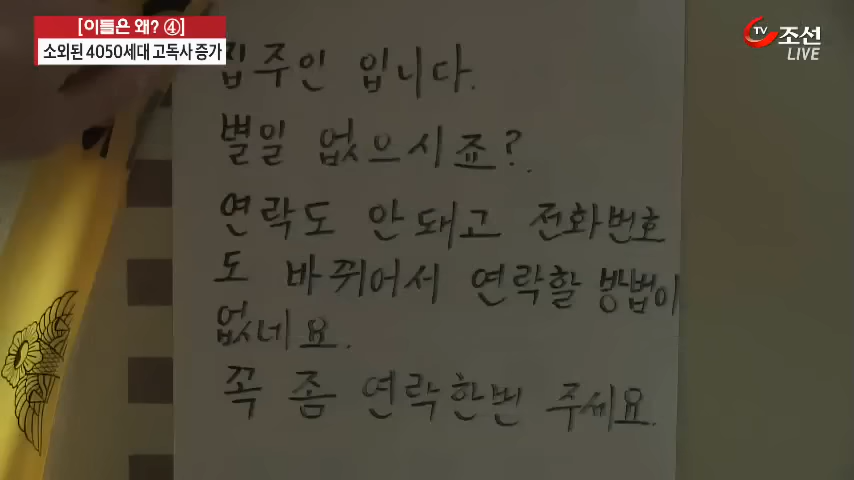 [이들은 왜? ④]
소외된 4050세대 고독사 증가
TV조선
LIVE
집주인 입니다.
별일 없으시죠?
연락도 안돼고 전화번호
도 바뀌어서 연락할 방법이
없네요.
꼭 좀 연락한번 주세요.